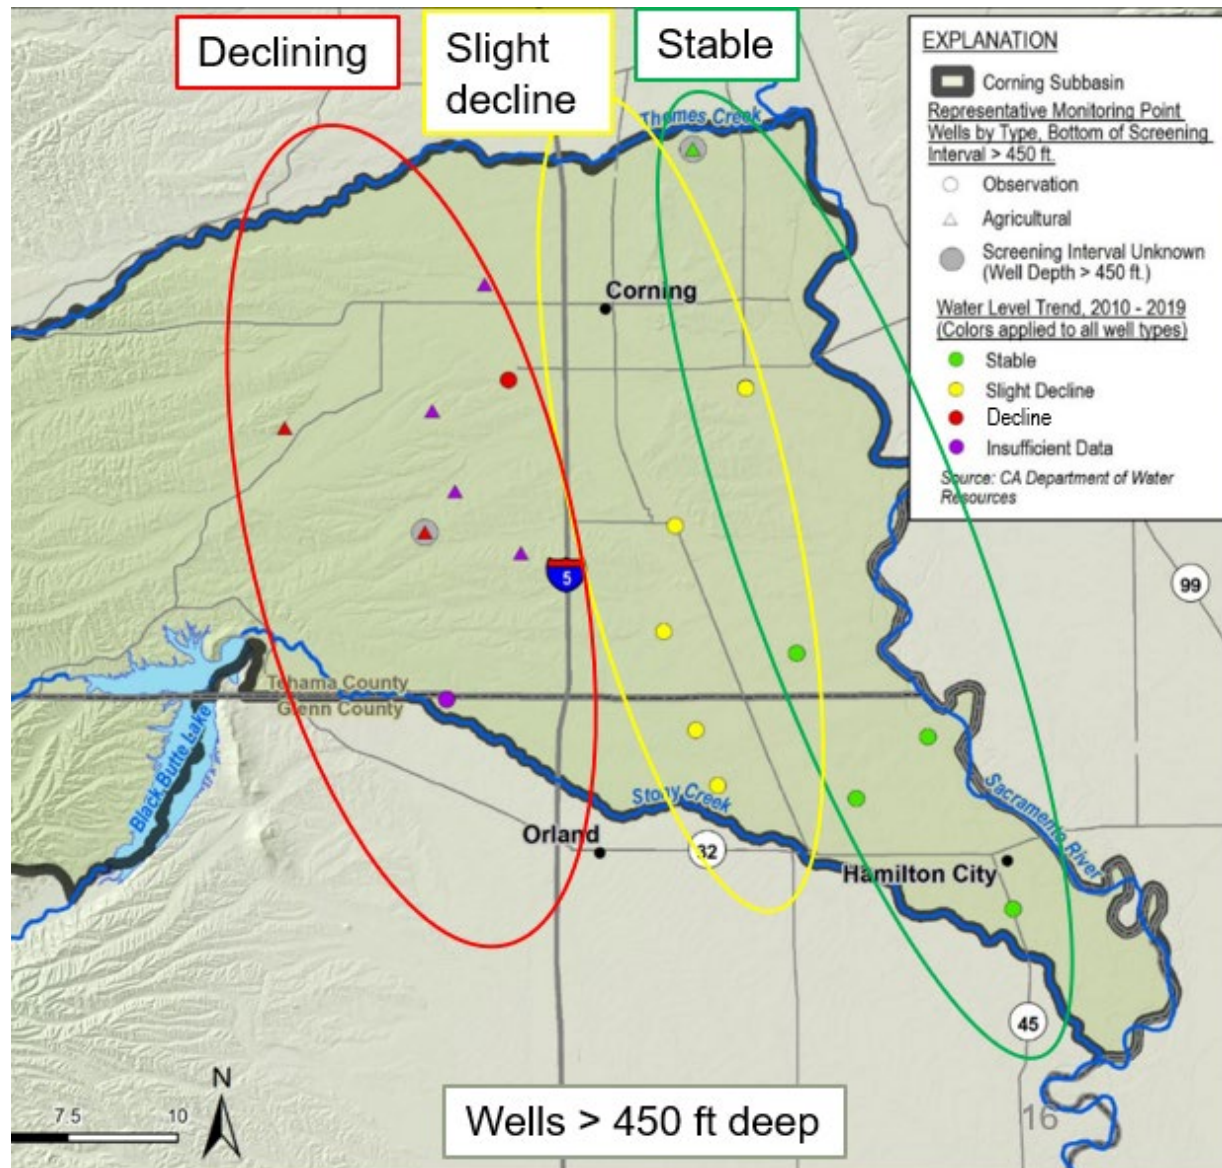 Declining
Slight
decline
Stable
EXPLANATION
Corning Subbasin
Representative Monitoring Point
Wells by Type, Bottom of Screening
Interval > 450 ft.
Observation
Agricultural
Screening Interval Unknown
(Well Depth > 450 ft.)
Water Level Trend, 2010 - 2019
(Colors applied to all well types)
Stable
Slight Decline
Decline
Insufficient Data
Source: CA Department of Water
Resources
Thomes Creek
Corning
5
99
Tehama County
Glenn County
Black Butte Lake
Stony Creek
Sacramento River
Orland
32
Hamilton City
45
N
7.5 10
Wells > 450 ft deep
16